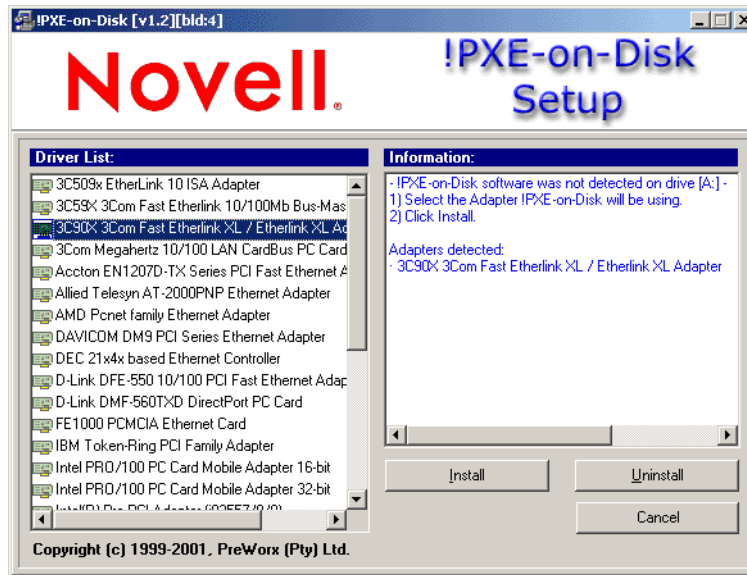 !PXE-on-Disk [v1.2][bld:4]
Novell.
!PXE-on-Disk
Setup
Driver List:
3C509x EtherLink 10 ISA Adapter
3C59X 3Com Fast Etherlink 10/100Mb Bus-Mas
3C90X 3Com Fast Etherlink XL / Etherlink XL Ad
3Com Megahertz 10/100 LAN CardBus PC Card
Accton EN1207D-TX Series PCI Fast Ethernet A
Allied Telesyn AT-2000PNP Ethernet Adapter
AMD Pcnet family Ethernet Adapter
DAVICOM DM9 PCI Series Ethernet Adapter
DEC 21x4x based Ethernet Controller
D-Link DFE-550 10/100 PCI Fast Ethernet Adap
D-Link DMF-560TXD DirectPort PC Card
FE1000 PCMCIA Ethernet Card
IBM Token-Ring PCI Family Adapter
Intel PRO/100 PC Card Mobile Adapter 16-bit
Intel PRO/100 PC Card Mobile Adapter 32-bit
Information:
- !PXE-on-Disk software was not detected on drive [A:] -
1) Select the Adapter !PXE-on-Disk will be using.
2) Click Install.
Adapters detected:
- 3C90X 3Com Fast Etherlink XL / Etherlink XL Adapter
Install
Uninstall
Cancel
Copyright (c) 1999-2001, PreWorx (Pty) Ltd.